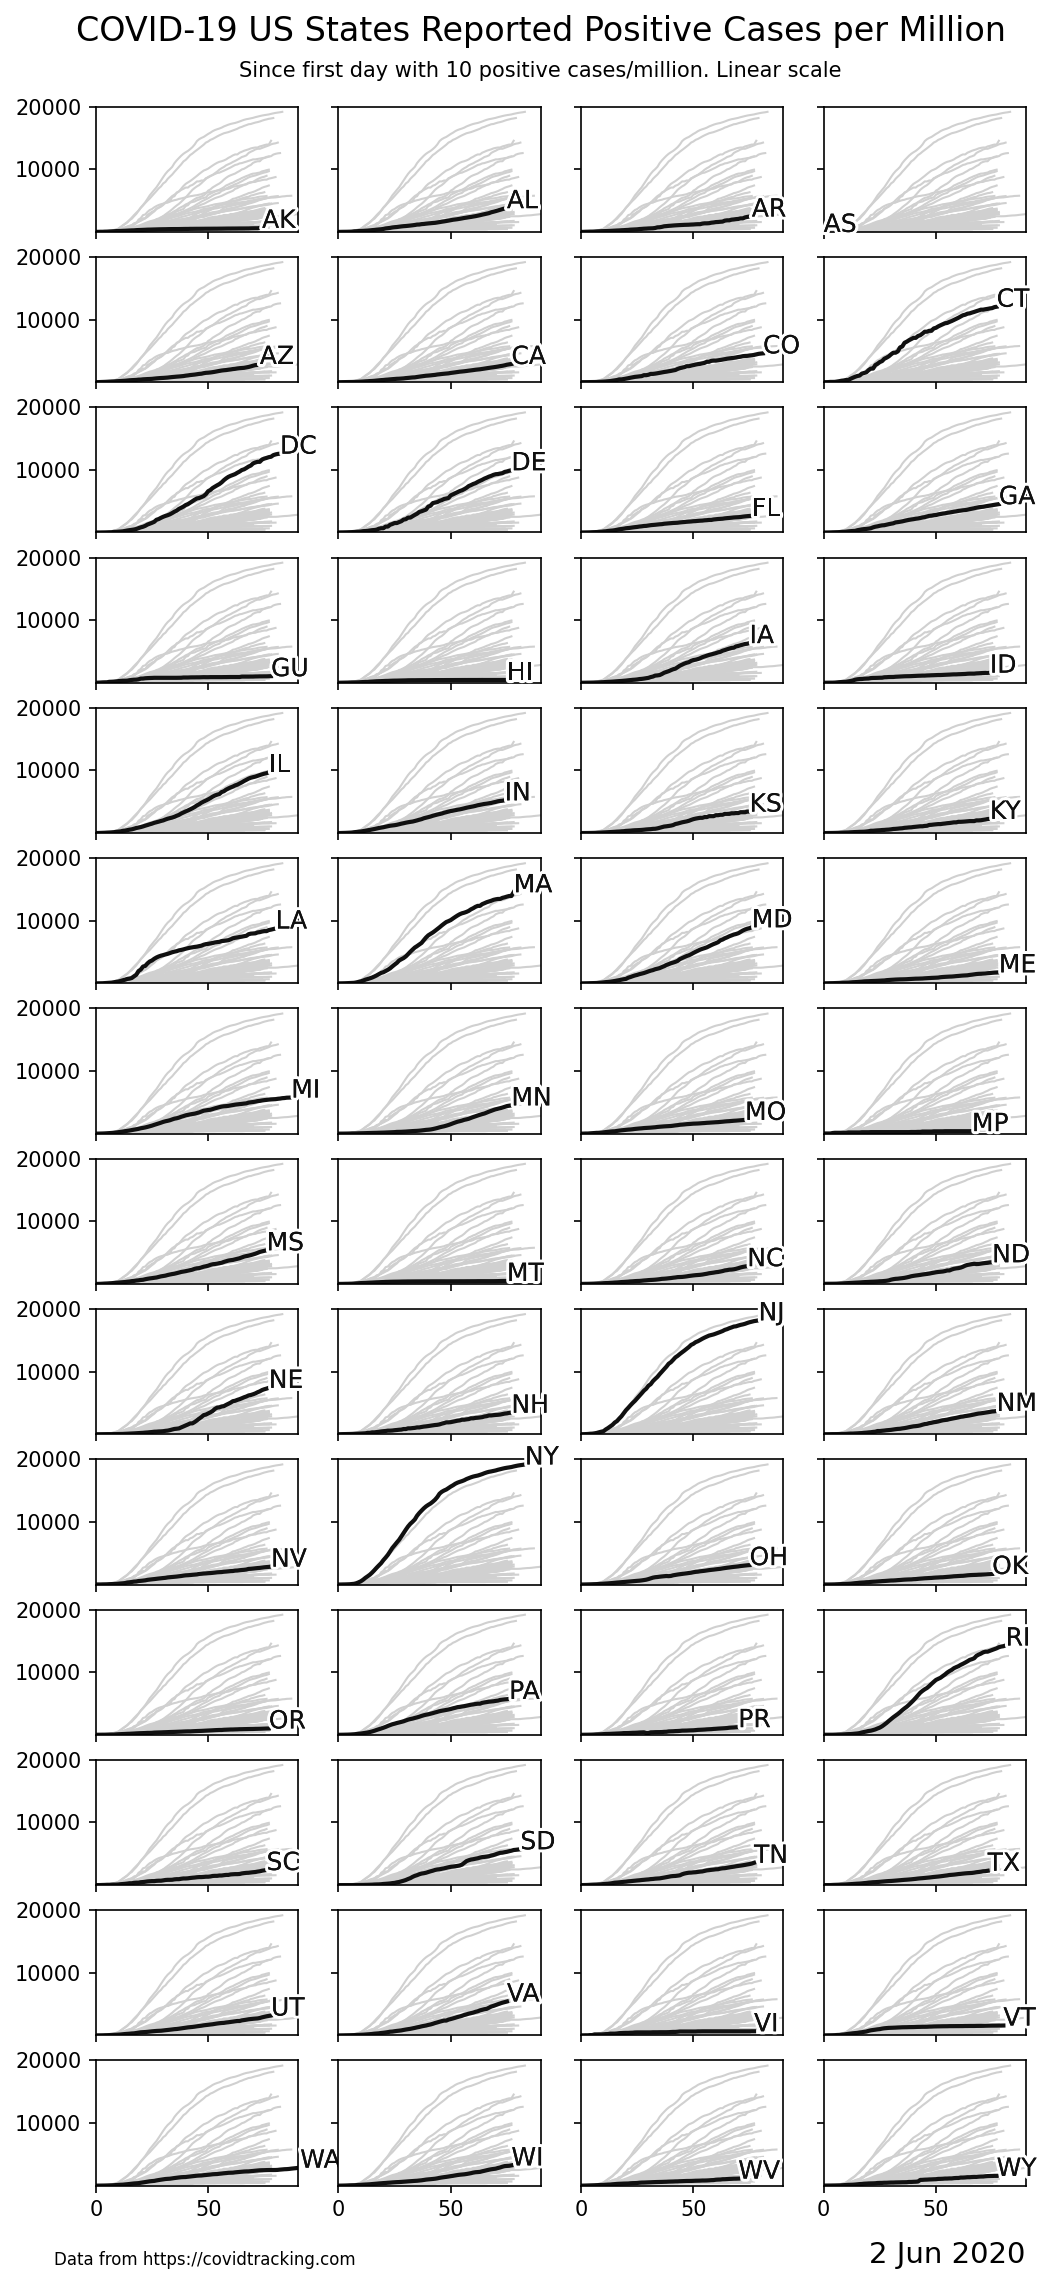 COVID-19 US States Reported Positive Cases per Million
Since first day with 10 positive cases/million. Linear scale
20000
10000
AK
AL
AR
AS
50
50
50
50
20000
10000
AZ
CA
CO
CT
20000
10000
DC
DE
FL
GA
20000
10000
GU
HI
IA
ID
20000
10000
IL
IN
KS
KY
20000
10000
LA
MA
MD
ME
20000
10000
MI
MN
MO
MP
20000
10000
MS
MT
NC
ND
20000
10000
NE
NH
NJ
NM
20000
10000
NV
NY
OH
OK
20000
10000
OR
PA
PR
RI
20000
10000
SC
SD
TN
TX
20000
10000
UT
VA
VI
VT
20000
10000
WA
WI
WV
WY
0 50 0 50 0 50 0 50
Data from https://covidtracking.com
2 Jun 2020